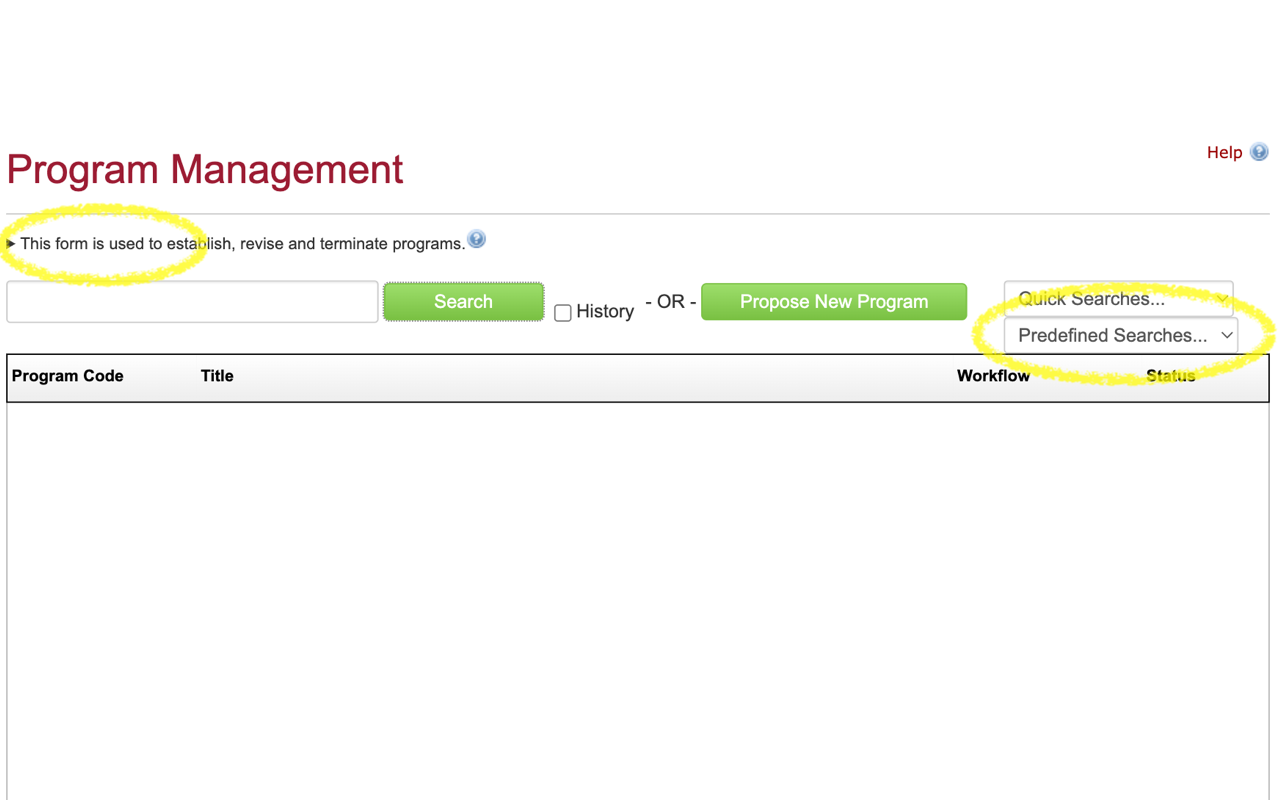 Program Management
Help
This form is used to establish, revise and terminate programs.
Search
History
- OR -
Propose New Program
Quick Searches...
Predefined Searches...
Program Code Title Workflow Status